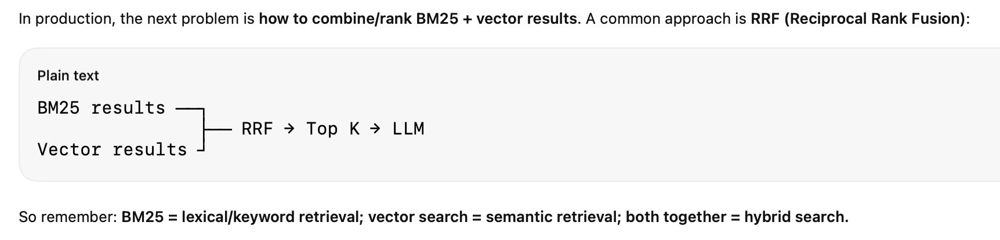 In production, the next problem is how to combine/rank BM25 + vector results. A common approach is RRF (Reciprocal Rank Fusion):
Plain text
BM25 results ──┐
├── RRF → Top K → LLM
Vector results ┘
So remember: BM25 = lexical/keyword retrieval; vector search = semantic retrieval; both together = hybrid search.